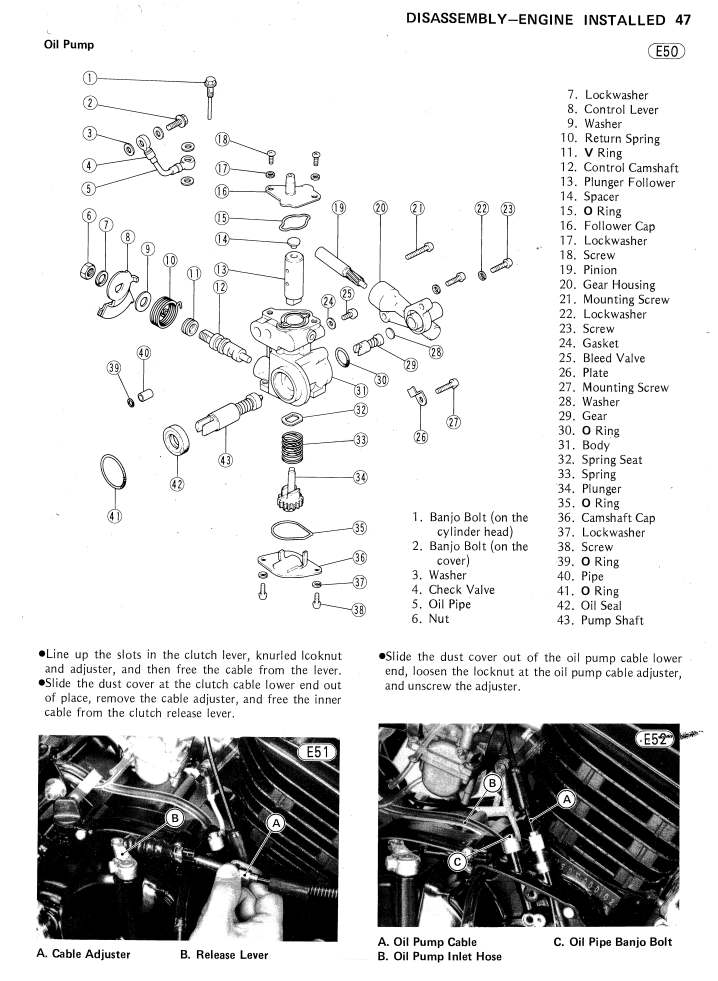 DISASSEMBLY—ENGINE INSTALLED 47
Oil Pump
E50
1
2
3
4
5
6
7
8
9
10
11
12
13
14
15
16
17
18
19
20
21
22
23
24
25
26
27
28
29
30
31
32
33
34
35
36
37
38
39
40
41
42
43
1. Banjo Bolt (on the
cylinder head)
2. Banjo Bolt (on the
cover)
3. Washer
4. Check Valve
5. Oil Pipe
6. Nut
7. Lockwasher
8. Control Lever
9. Washer
10. Return Spring
11. V Ring
12. Control Camshaft
13. Plunger Follower
14. Spacer
15. O Ring
16. Follower Cap
17. Lockwasher
18. Screw
19. Pinion
20. Gear Housing
21. Mounting Screw
22. Lockwasher
23. Screw
24. Gasket
25. Bleed Valve
26. Plate
27. Mounting Screw
28. Washer
29. Gear
30. O Ring
31. Body
32. Spring Seat
33. Spring
34. Plunger
35. O Ring
36. Camshaft Cap
37. Lockwasher
38. Screw
39. O Ring
40. Pipe
41. O Ring
42. Oil Seal
43. Pump Shaft
●Line up the slots in the clutch lever, knurled lcoknut
and adjuster, and then free the cable from the lever.
●Slide the dust cover at the clutch cable lower end out
of place, remove the cable adjuster, and free the inner
cable from the clutch release lever.
E51
B
A
A. Cable Adjuster B. Release Lever
●Slide the dust cover out of the oil pump cable lower
end, loosen the locknut at the oil pump cable adjuster,
and unscrew the adjuster.
E52
B
A
C
A. Oil Pump Cable C. Oil Pipe Banjo Bolt
B. Oil Pump Inlet Hose